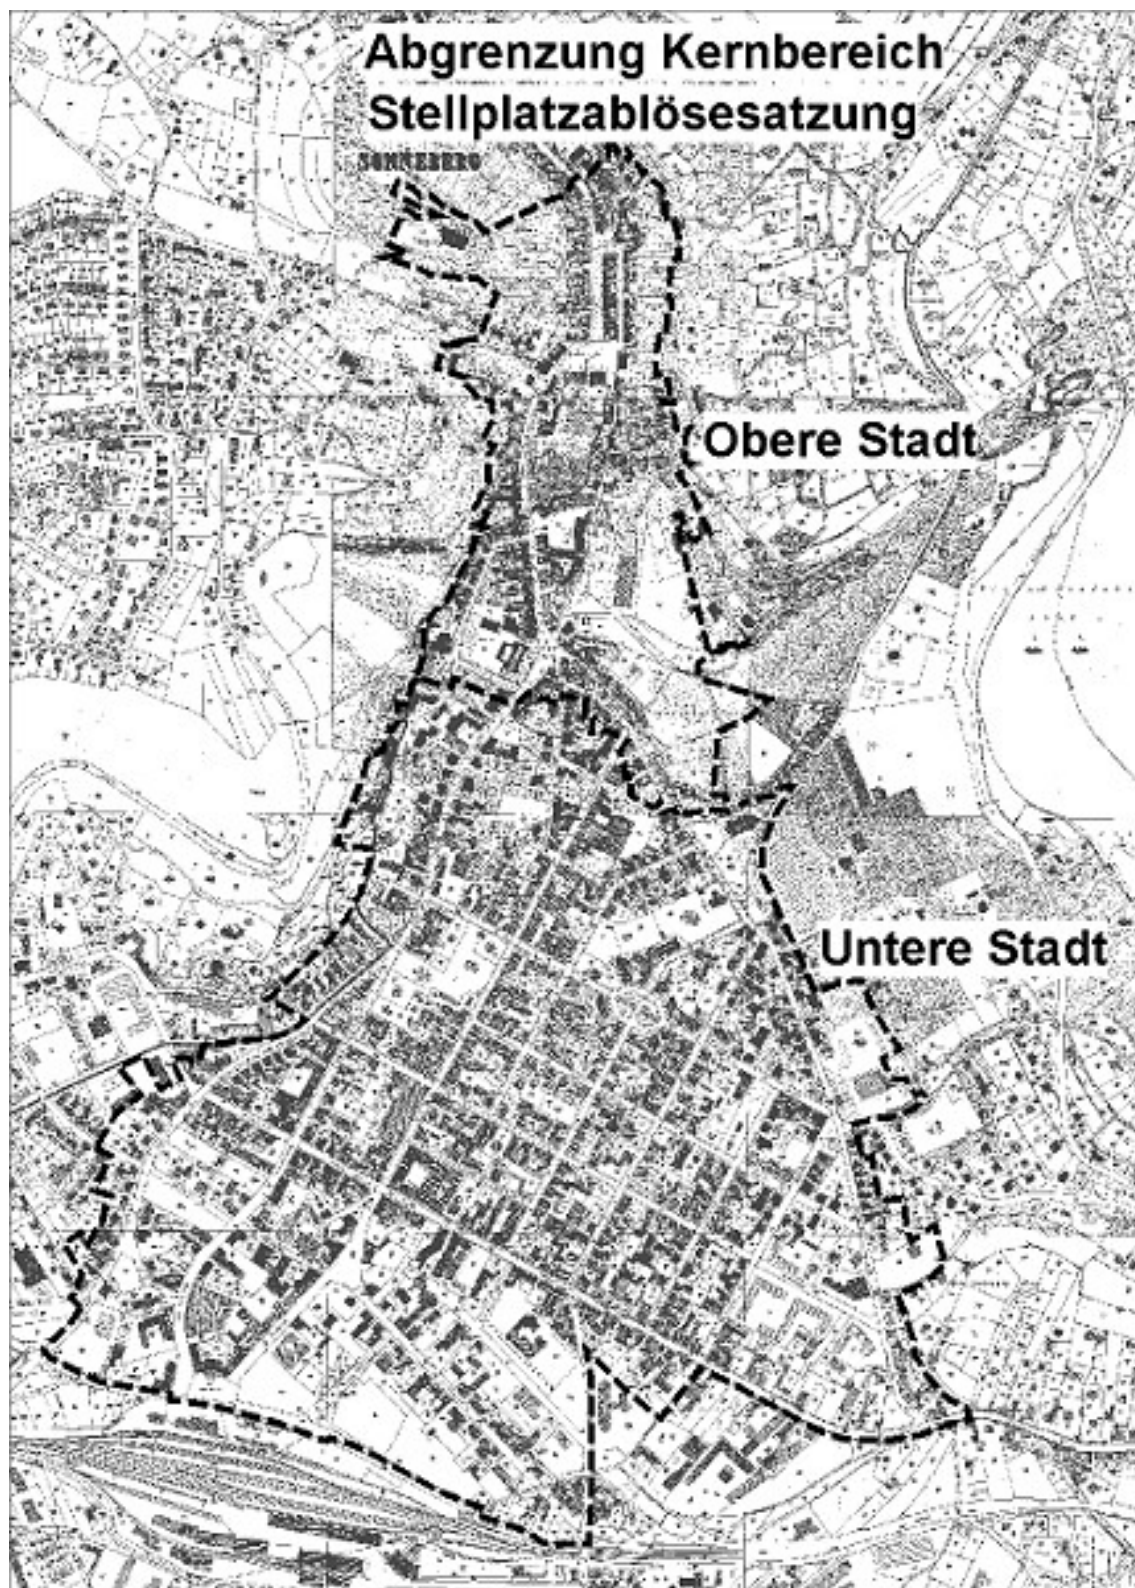 Abgrenzung Kernbereich
Stellplatzablösesatzung
SONNEBERG
Obere Stadt
Untere Stadt